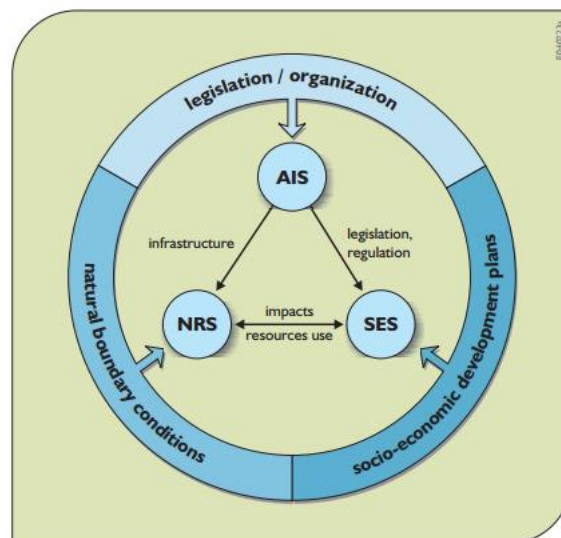 legislation / organization
AIS
infrastructure
legislation,
regulation
natural boundary conditions
NRS
impacts
resources use
SES
socio-economic development plans